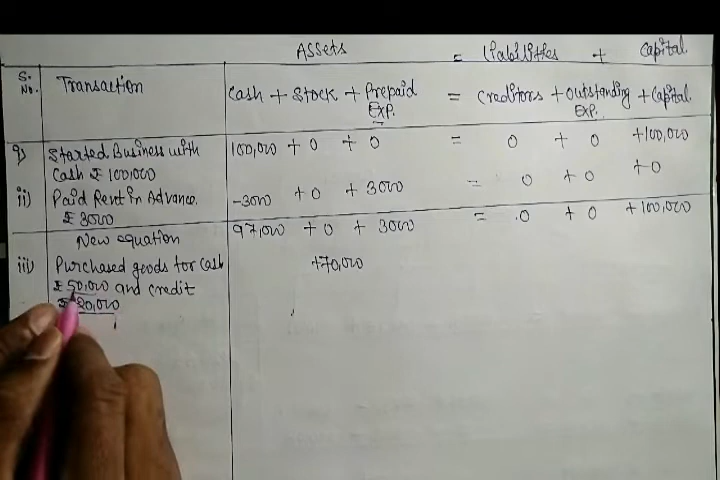 Assets = Liabilities + Capital
S. No. Transaction Cash + Stock + Prepaid Exp. = Creditors + Outstanding Exp. + Capital
i) Started Business with 100,000 + 0 + 0 = 0 + 0 +100,000
Cash ₹ 100000
ii) Paid Rent in Advance. -3000 + 0 + 3000 = 0 + 0 +0
₹ 3000
New equation 97,000 + 0 + 3000 = 0 + 0 + 100,000
iii) Purchased goods for cash +70,000
₹ 50,000 and credit
₹ 20,000